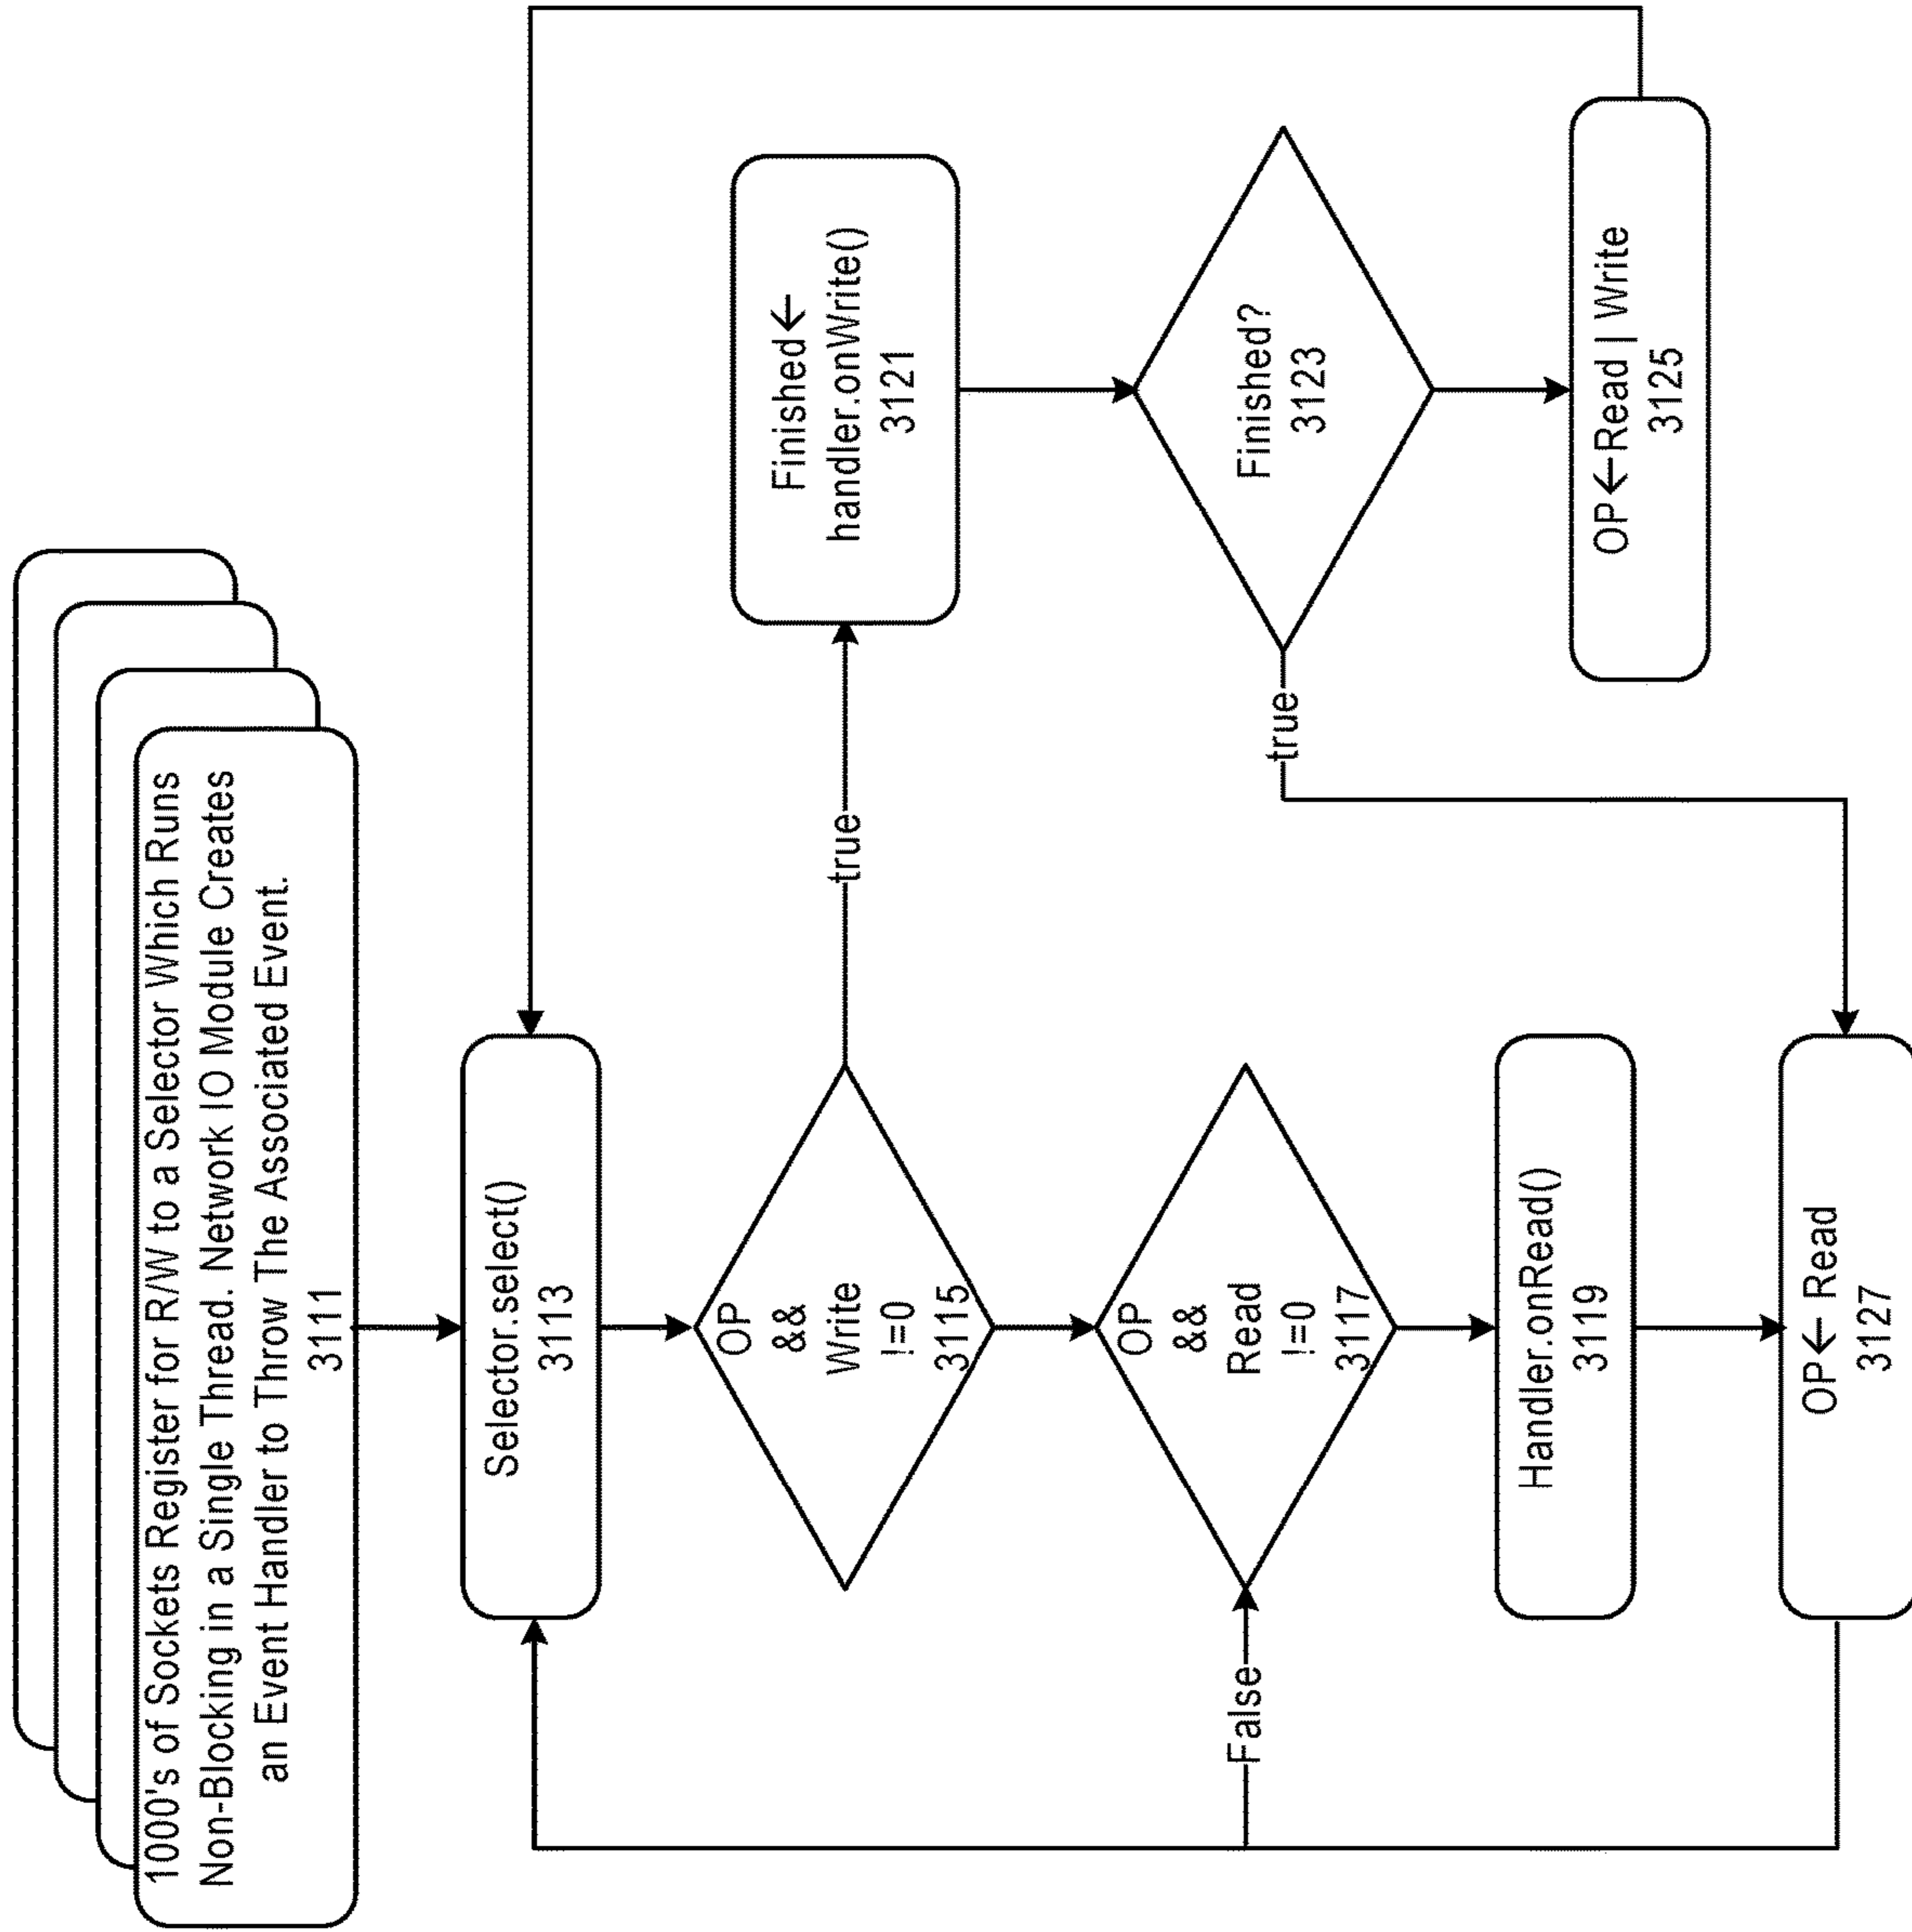 1000's of Sockets Register for R/W to a Selector Which Runs
Non-Blocking in a Single Thread. Network IO Module Creates
an Event Handler to Throw The Associated Event.
3111
Selector.select()
3113
OP
&&
Write
!=0
3115
true
Finished←
handler.onWrite()
3121
OP
&&
Read
!=0
3117
False
Finished?
3123
true
Handler.onRead()
3119
OP←Read | Write
3125
OP← Read
3127